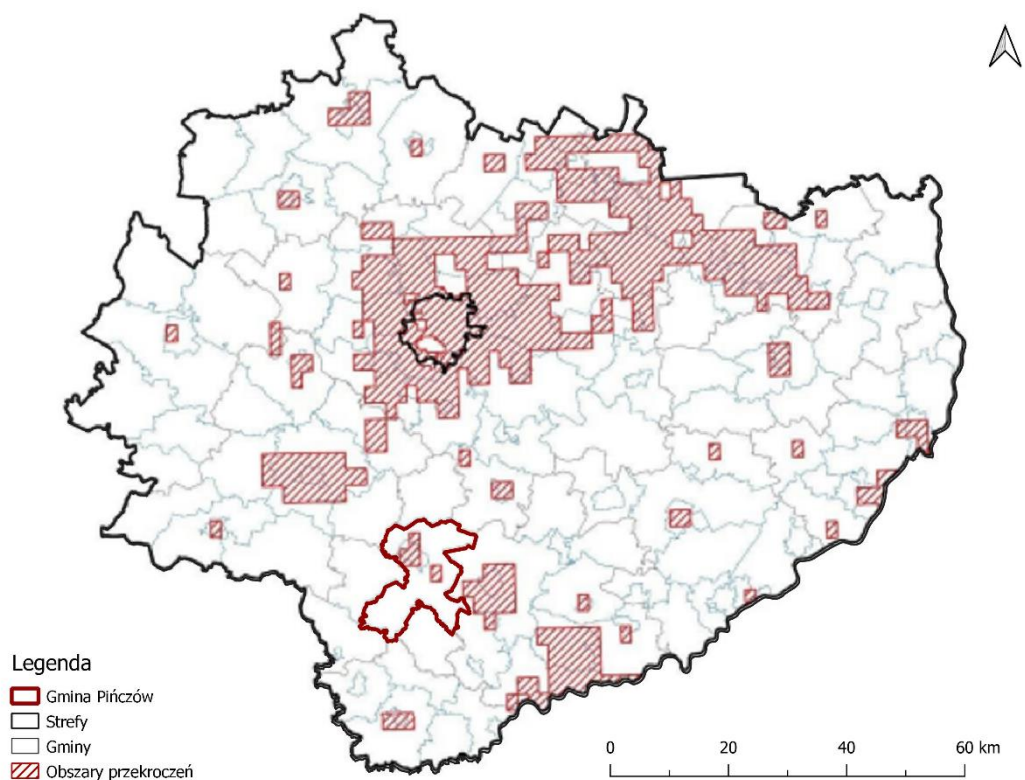 Legenda
Gmina Pińczów
Strefy
Gminy
Obszary przekroczeń
0 20 40 60 km